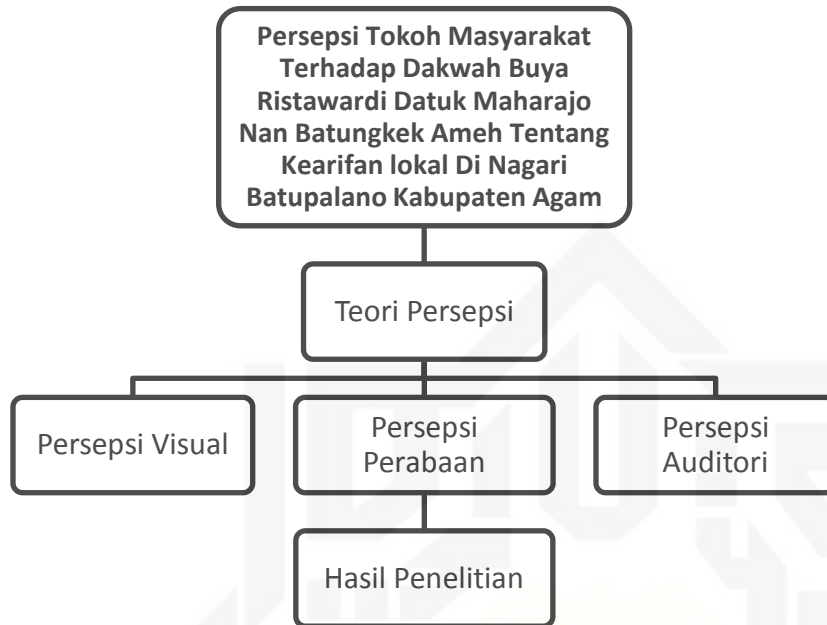 Persepsi Tokoh Masyarakat
Terhadap Dakwah Buya
Ristawardi Datuk Maharajo
Nan Batungkek Ameh Tentang
Kearifan lokal Di Nagari
Batupalano Kabupaten Agam
Teori Persepsi
Persepsi Visual
Persepsi
Perabaan
Persepsi
Auditori
Hasil Penelitian